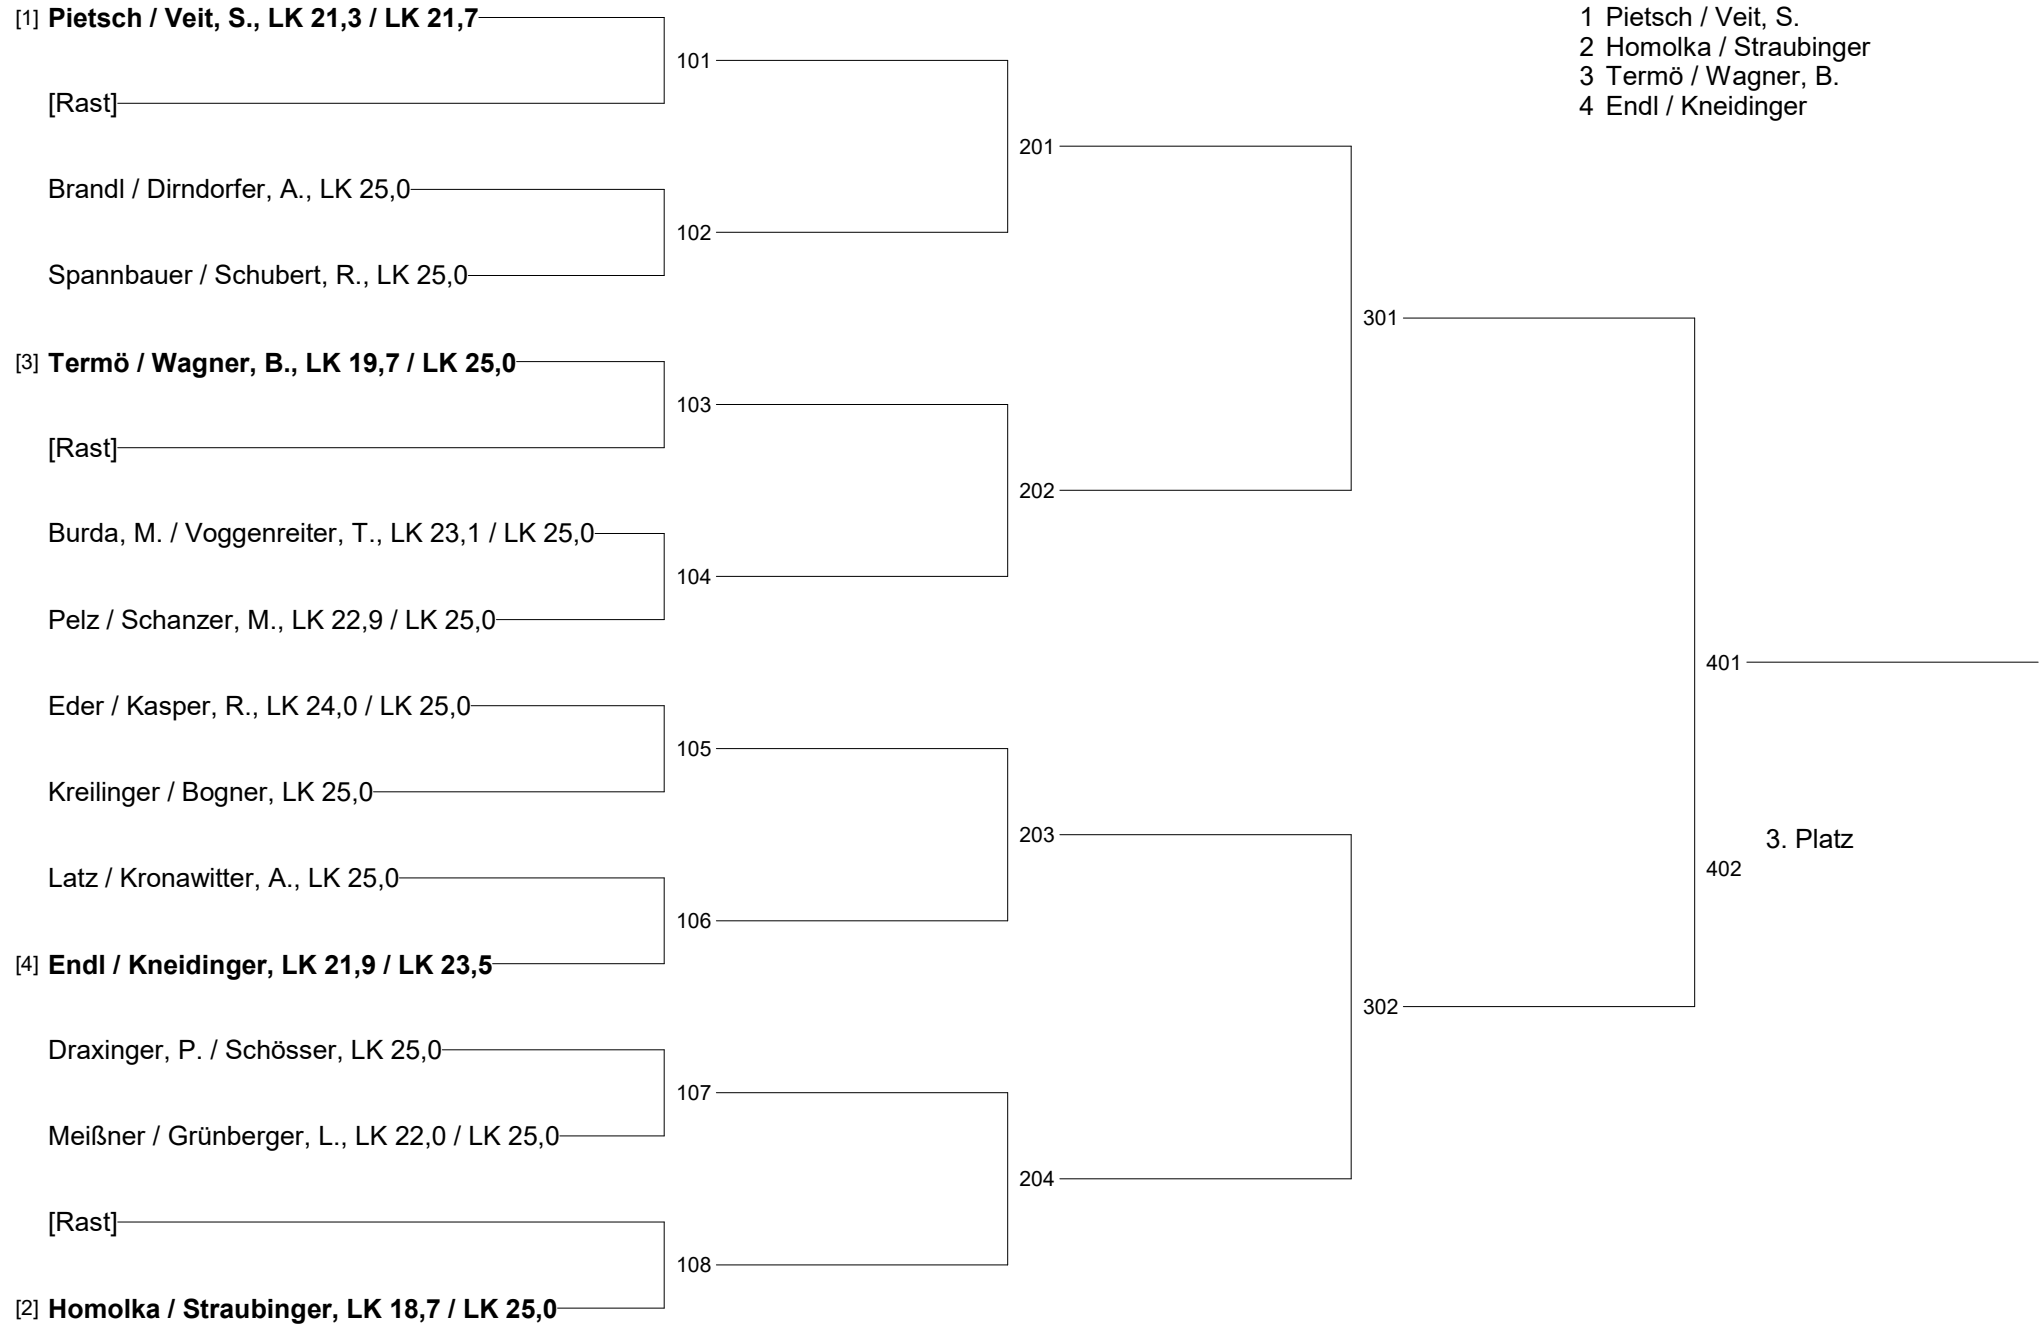 [1] Pietsch / Veit, S., LK 21,3 / LK 21,7
[Rast]
Brandl / Dirndorfer, A., LK 25,0
Spannbauer / Schubert, R., LK 25,0
[3] Termö / Wagner, B., LK 19,7 / LK 25,0
[Rast]
Burda, M. / Voggenreiter, T., LK 23,1 / LK 25,0
Pelz / Schanzer, M., LK 22,9 / LK 25,0
Eder / Kasper, R., LK 24,0 / LK 25,0
Kreilinger / Bogner, LK 25,0
Latz / Kronawitter, A., LK 25,0
[4] Endl / Kneidinger, LK 21,9 / LK 23,5
Draxinger, P. / Schösser, LK 25,0
Meißner / Grünberger, L., LK 22,0 / LK 25,0
[Rast]
[2] Homolka / Straubinger, LK 18,7 / LK 25,0
101
102
103
104
105
106
107
108
201
202
203
204
301
302
401
3. Platz
402
1 Pietsch / Veit, S.
2 Homolka / Straubinger
3 Termö / Wagner, B.
4 Endl / Kneidinger